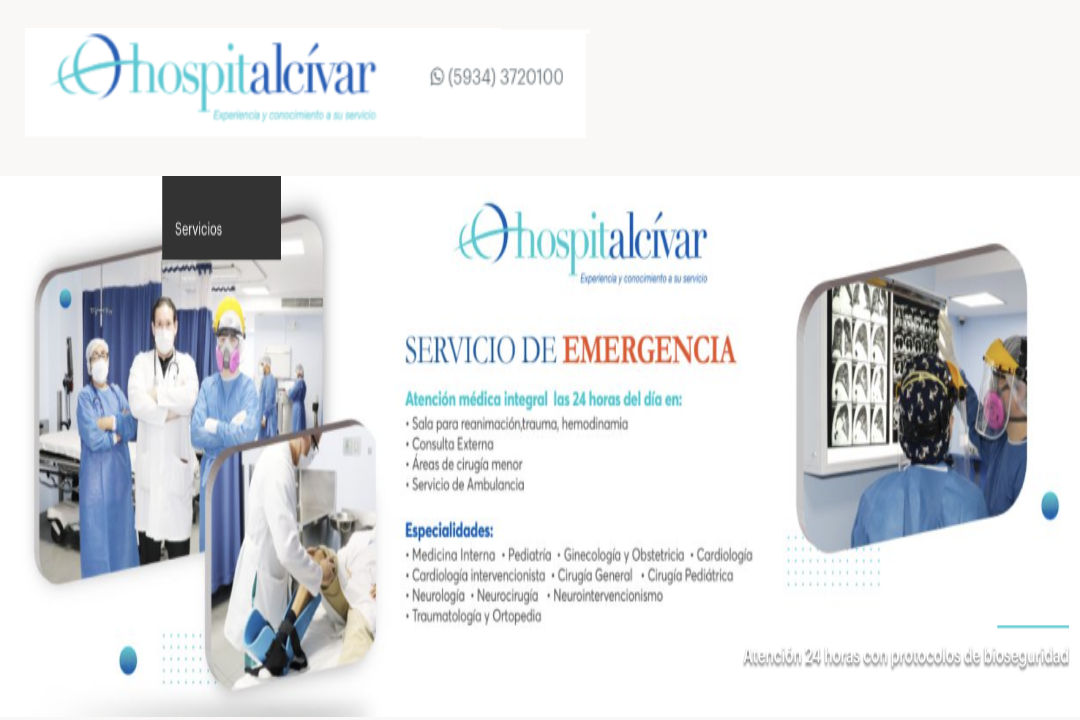 hospitalcívar
Experiencia y conocimiento a su servicio
(5934) 3720100
Servicios
hospitalcívar
Experiencia y conocimiento a su servicio
SERVICIO DE EMERGENCIA
Atención médica integral las 24 horas del día en:
• Sala para reanimación,trauma, hemodinamia
• Consulta Externa
• Áreas de cirugía menor
• Servicio de Ambulancia
Especialidades:
• Medicina Interna • Pediatría • Ginecología y Obstetricia • Cardiología
• Cardiología intervencionista • Cirugía General • Cirugía Pediátrica
• Neurología • Neurocirugía • Neurointervencionismo
• Traumatología y Ortopedia
Atención 24 horas con protocolos de bioseguridad